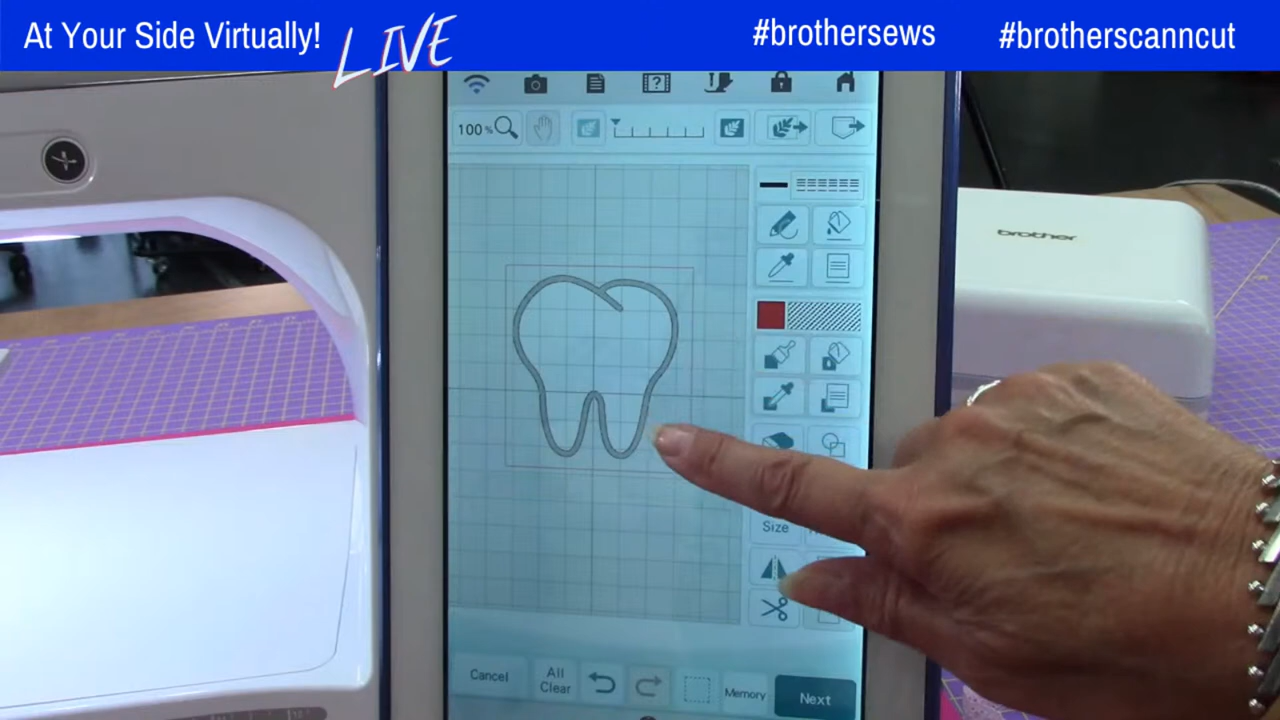 At Your Side Virtually!
LIVE
#brothersews
#brotherscanncut
100%
brother
Size
Cancel
All
Clear
Memory
Next